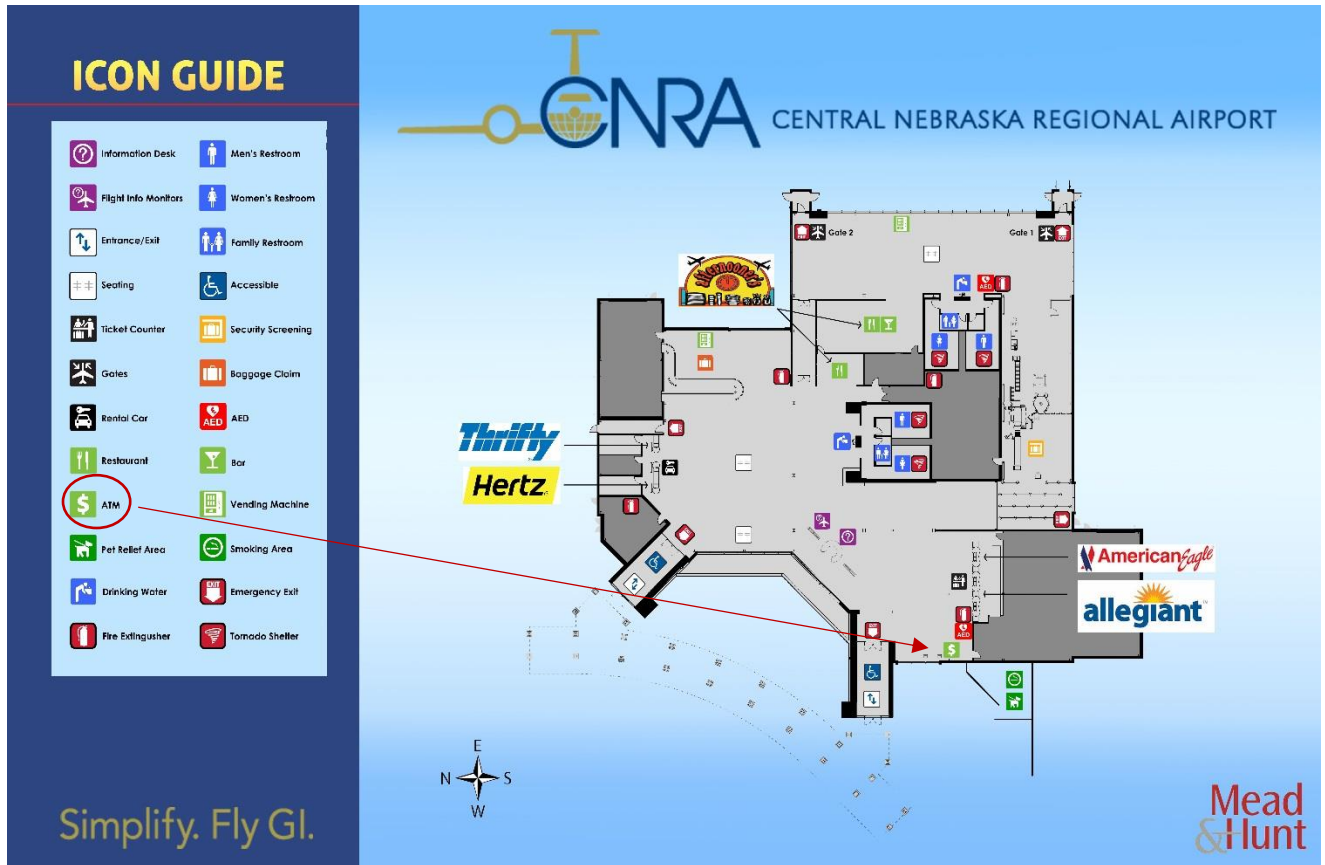 ICON GUIDE
Information Desk
Men's Restroom
Flight Info Monitors
Women's Restroom
Entrance/Exit
Family Restroom
Seating
Accessible
Ticket Counter
Security Screening
Gates
Baggage Claim
Rental Car
AED
AED
Restaurant
Bar
$ ATM
Vending Machine
Pet Relief Area
Smoking Area
Drinking Water
EXIT
Emergency Exit
Fire Extingusher
Tornado Shelter
Simplify. Fly GI.
CNRA CENTRAL NEBRASKA REGIONAL AIRPORT
Gate 2
Gate 1
afternooner's
AED
Thrifty
Hertz
AmericanEagle
allegiant
AED
$
E
N S
W
Mead
&Hunt